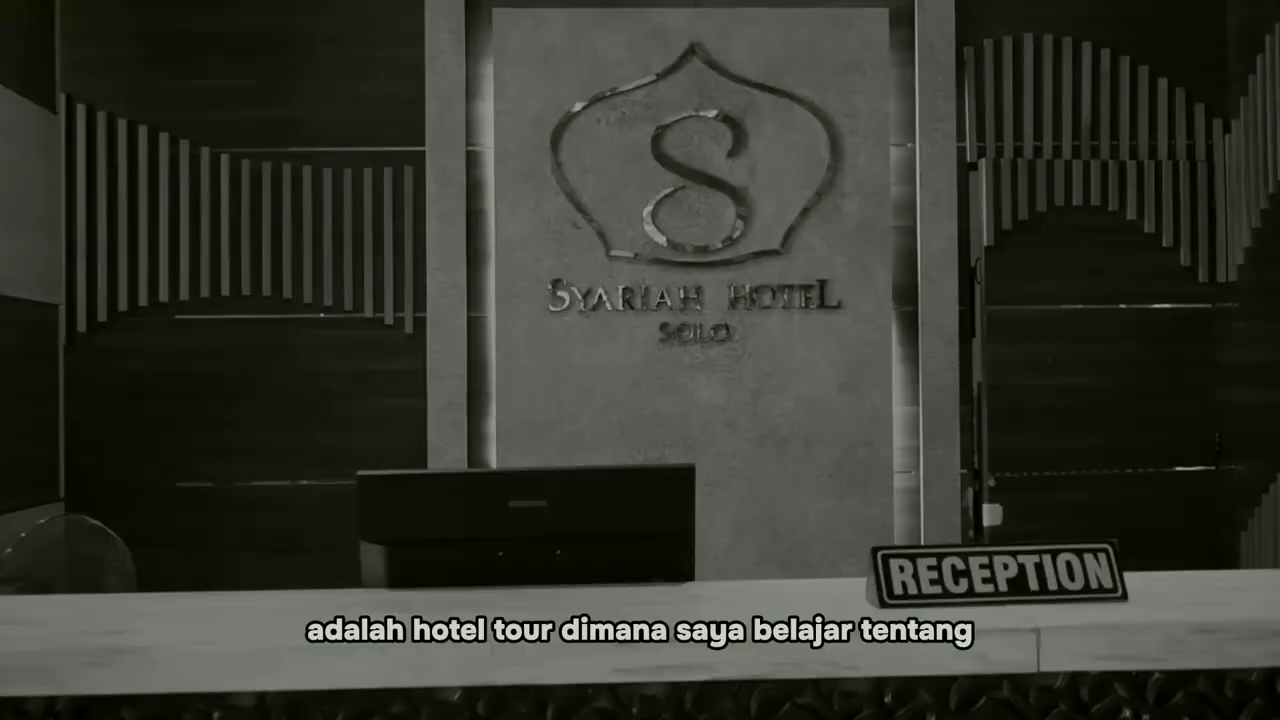 S
SYARIAH HOTEL
SOLO
RECEPTION
adalah hotel tour dimana saya belajar tentang